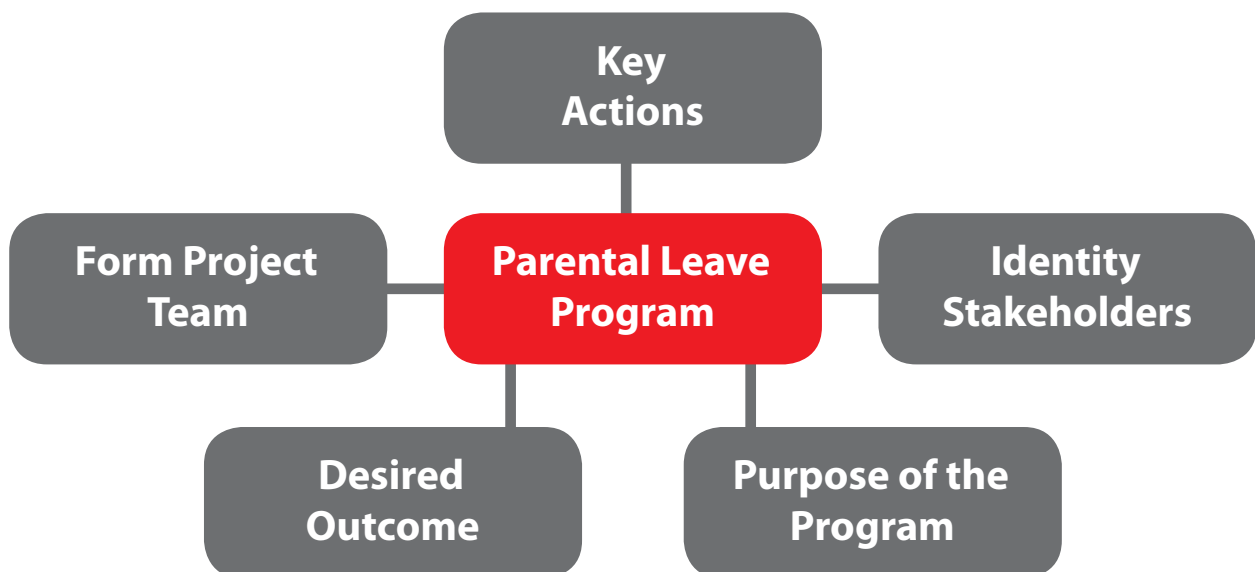 Key
Actions
Form Project
Team
Parental Leave
Program
Identity
Stakeholders
Desired
Outcome
Purpose of the
Program